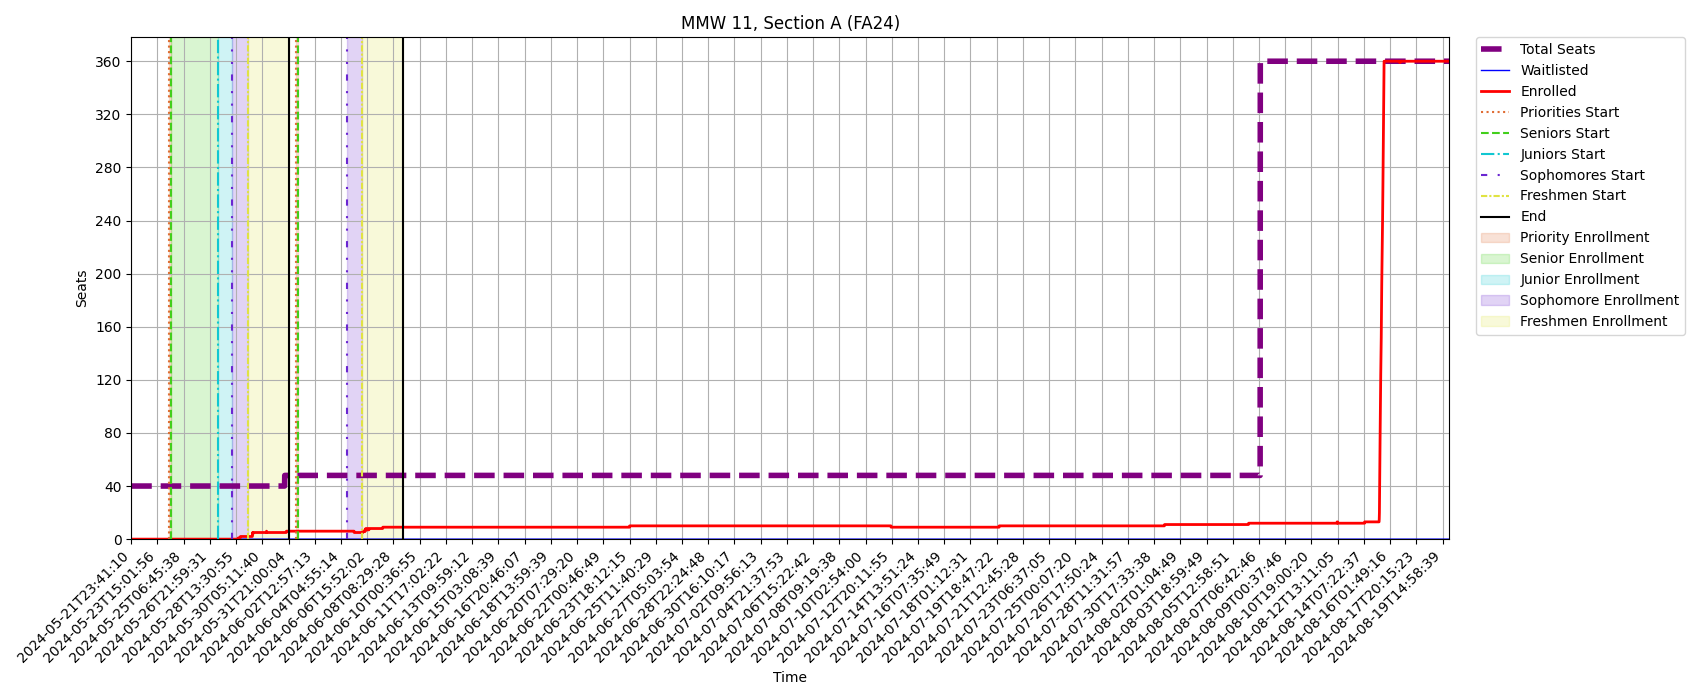 MMW 11, Section A (FA24)
Seats
360
320
280
240
200
160
120
80
40
0
2024-05-21T23:41:10
2024-05-23T15:01:56
2024-05-25T06:45:38
2024-05-26T21:59:31
2024-05-28T13:30:55
2024-05-30T05:11:40
2024-05-31T21:00:04
2024-06-02T12:57:13
2024-06-04T04:55:14
2024-06-06T15:52:02
2024-06-08T08:29:28
2024-06-10T00:36:55
2024-06-11T17:02:22
2024-06-13T09:59:12
2024-06-15T03:08:39
2024-06-16T20:46:07
2024-06-18T13:59:39
2024-06-20T07:29:20
2024-06-22T00:46:49
2024-06-23T18:12:15
2024-06-25T11:40:29
2024-06-27T05:03:54
2024-06-28T22:24:48
2024-06-30T16:10:17
2024-07-02T09:56:13
2024-07-04T21:37:53
2024-07-06T15:22:42
2024-07-08T09:19:38
2024-07-10T02:54:00
2024-07-12T20:11:55
2024-07-14T13:51:24
2024-07-16T07:35:49
2024-07-18T01:12:31
2024-07-19T18:47:22
2024-07-21T12:45:28
2024-07-23T06:37:05
2024-07-25T00:07:20
2024-07-26T17:50:24
2024-07-28T11:31:57
2024-07-30T17:33:38
2024-08-02T01:04:49
2024-08-03T18:59:49
2024-08-05T12:58:51
2024-08-07T06:42:46
2024-08-09T00:37:46
2024-08-10T19:00:20
2024-08-12T13:11:05
2024-08-14T07:22:37
2024-08-16T01:49:16
2024-08-17T20:15:23
2024-08-19T14:58:39
Time
Total Seats
Waitlisted
Enrolled
Priorities Start
Seniors Start
Juniors Start
Sophomores Start
Freshmen Start
End
Priority Enrollment
Senior Enrollment
Junior Enrollment
Sophomore Enrollment
Freshmen Enrollment